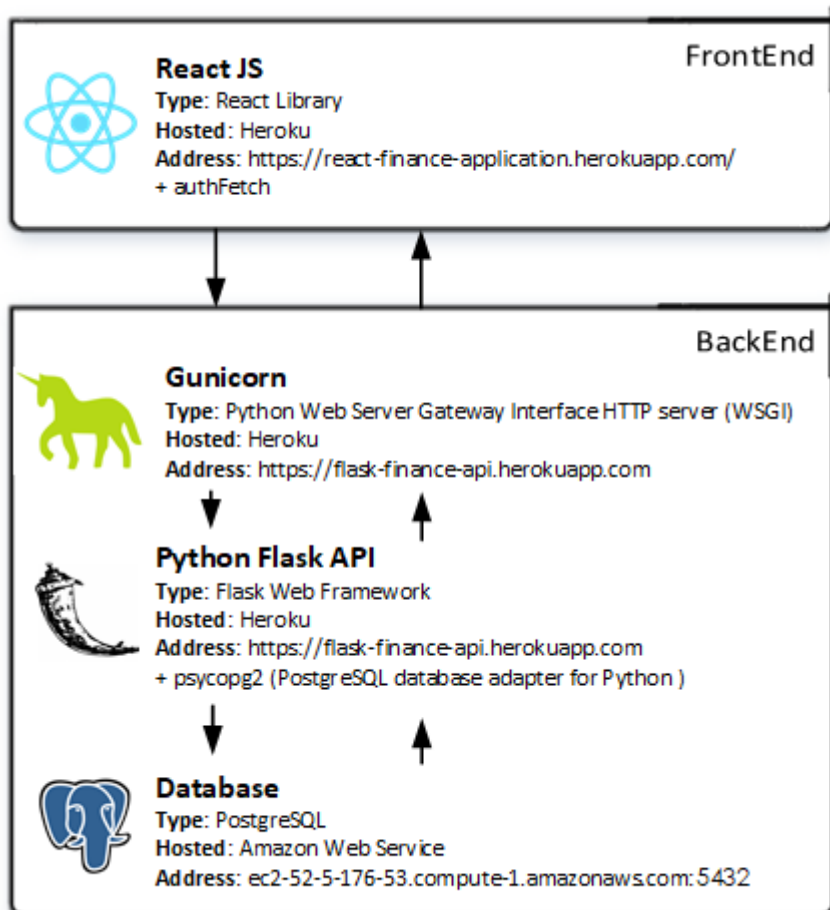 FrontEnd
React JS
Type: React Library
Hosted: Heroku
Address: https://react-finance-application.herokuapp.com/
+ authFetch
BackEnd
Gunicorn
Type: Python Web Server Gateway Interface HTTP server (WSGI)
Hosted: Heroku
Address: https://flask-finance-api.herokuapp.com
Python Flask API
Type: Flask Web Framework
Hosted: Heroku
Address: https://flask-finance-api.herokuapp.com
+ psycopg2 (PostgreSQL database adapter for Python )
Database
Type: PostgreSQL
Hosted: Amazon Web Service
Address: ec2-52-5-176-53.compute-1.amazonaws.com:5432